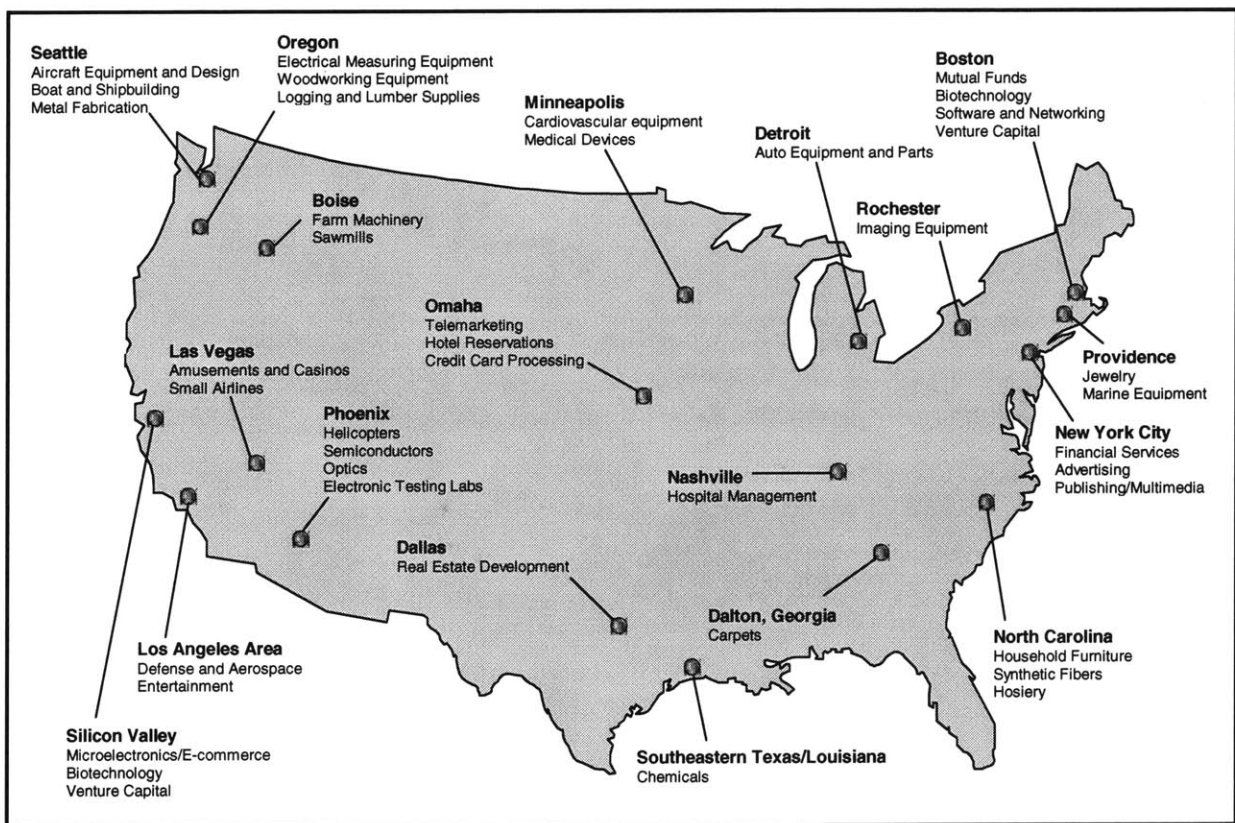 Seattle
Aircraft Equipment and Design
Boat and Shipbuilding
Metal Fabrication
Oregon
Electrical Measuring Equipment
Woodworking Equipment
Logging and Lumber Supplies
Minneapolis
Cardiovascular equipment
Medical Devices
Detroit
Auto Equipment and Parts
Boston
Mutual Funds
Biotechnology
Software and Networking
Venture Capital
Boise
Farm Machinery
Sawmills
Rochester
Imaging Equipment
Omaha
Telemarketing
Hotel Reservations
Credit Card Processing
Las Vegas
Amusements and Casinos
Small Airlines
Providence
Jewelry
Marine Equipment
Phoenix
Helicopters
Semiconductors
Optics
Electronic Testing Labs
New York City
Financial Services
Advertising
Publishing/Multimedia
Nashville
Hospital Management
Dallas
Real Estate Development
Dalton, Georgia
Carpets
North Carolina
Household Furniture
Synthetic Fibers
Hosiery
Los Angeles Area
Defense and Aerospace
Entertainment
Silicon Valley
Microelectronics/E-commerce
Biotechnology
Venture Capital
Southeastern Texas/Louisiana
Chemicals